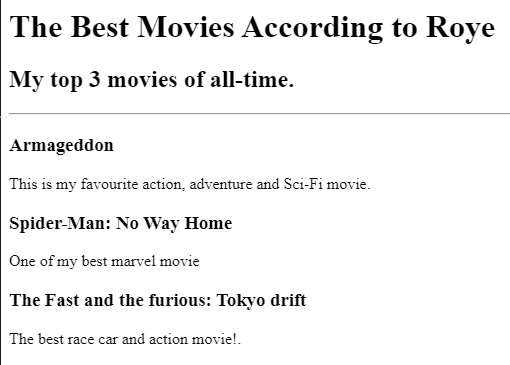 The Best Movies According to Roye
My top 3 movies of all-time.
Armageddon
This is my favourite action, adventure and Sci-Fi movie.
Spider-Man: No Way Home
One of my best marvel movie
The Fast and the furious: Tokyo drift
The best race car and action movie!.